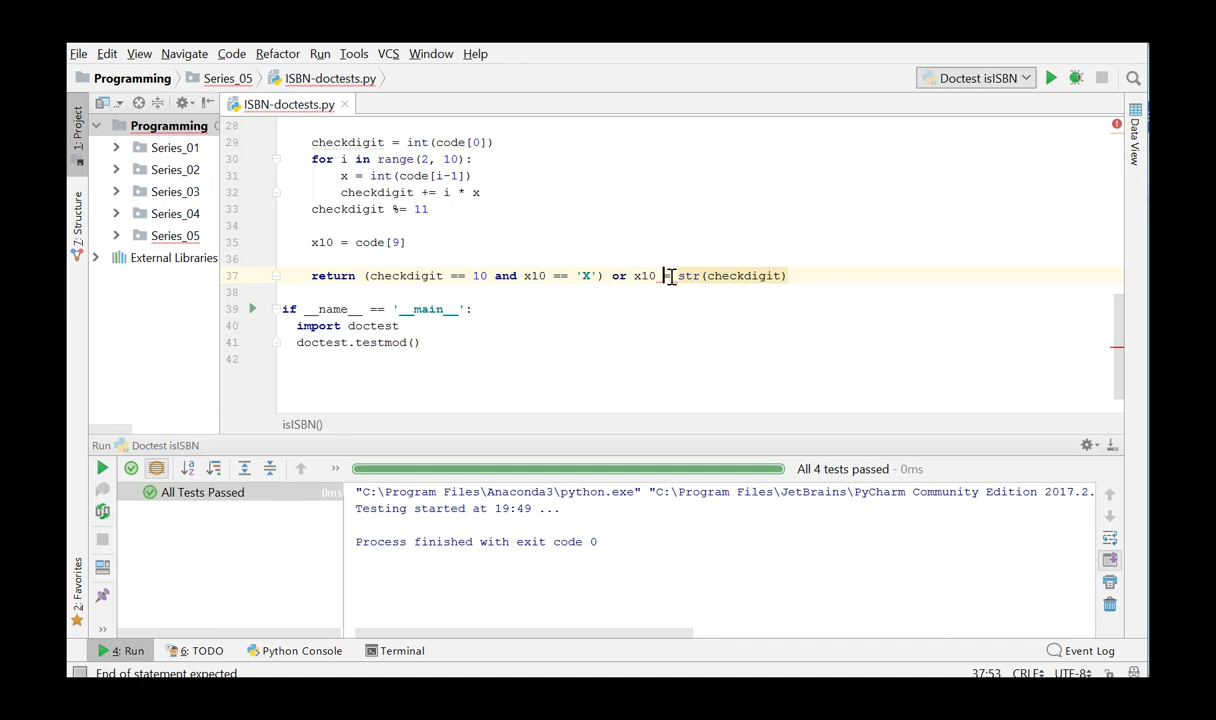 File Edit View Navigate Code Refactor Run Tools VCS Window Help
Programming Series_05 ISBN-doctests.py Doctest isISBN
1: Project
ISBN-doctests.py
Programming
Series_01
Series_02
Series_03
Series_04
Series_05
External Libraries
Z: Structure
2: Favorites
Data View
28
29 checkdigit = int(code[0])
30 for i in range(2, 10):
31 x = int(code[i-1])
32 checkdigit += i * x
33 checkdigit %= 11
34
35 x10 = code[9]
36
37 return (checkdigit == 10 and x10 == 'X') or x10 = str(checkdigit)
38
39 if __name__ == '__main__':
40 import doctest
41 doctest.testmod()
42
isISBN()
Run Doctest isISBN
» All 4 tests passed - 0ms
All Tests Passed 0ms
"C:\Program Files\Anaconda3\python.exe" "C:\Program Files\JetBrains\PyCharm Community Edition 2017.2.
Testing started at 19:49 ...
Process finished with exit code 0
»
4: Run 6: TODO Python Console Terminal Event Log
End of statement expected 37:53 CRLF UTF-8